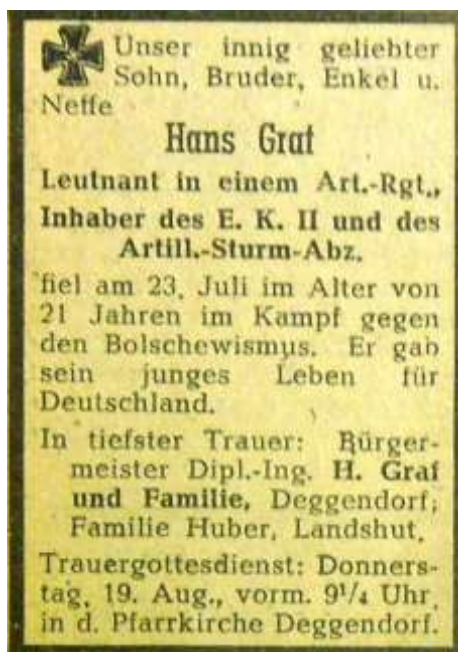 Unser innig geliebter
Sohn, Bruder, Enkel u.
Neffe
Hans Graf
Leutnant in einem Art.-Rgt.,
Inhaber des E. K. II und des
Artill.-Sturm-Abz.
fiel am 23. Juli im Alter von
21 Jahren im Kampf gegen
den Bolschewismus. Er gab
sein junges Leben für
Deutschland.
In tiefster Trauer: Bürger-
meister Dipl.-Ing. H. Graf
und Familie, Deggendorf;
Familie Huber, Landshut.
Trauergottesdienst: Donners-
tag, 19. Aug., vorm. 9¹/₄ Uhr,
in d. Pfarrkirche Deggendorf.